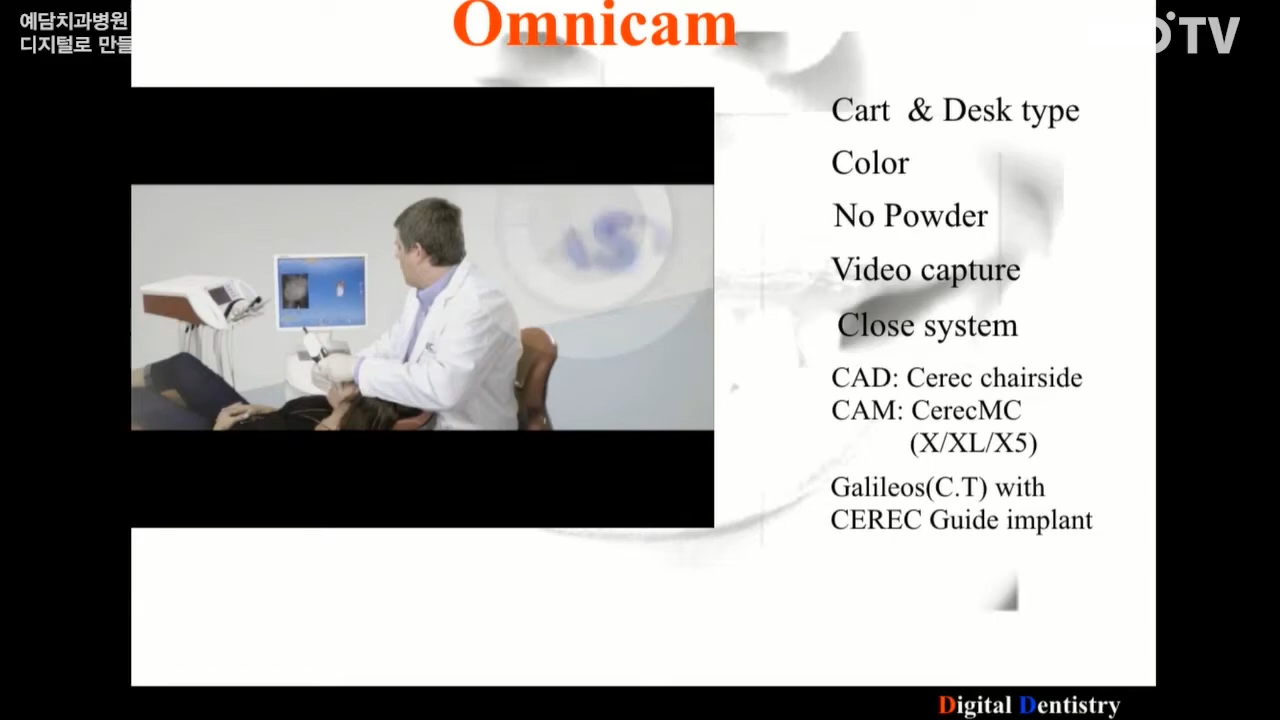 예담치과병원
디지털로 만들
TV
Omnicam
Cart & Desk type
Color
No Powder
Video capture
Close system
CAD: Cerec chairside
CAM: CerecMC
(X/XL/X5)
Galileos(C.T) with
CEREC Guide implant
Digital Dentistry